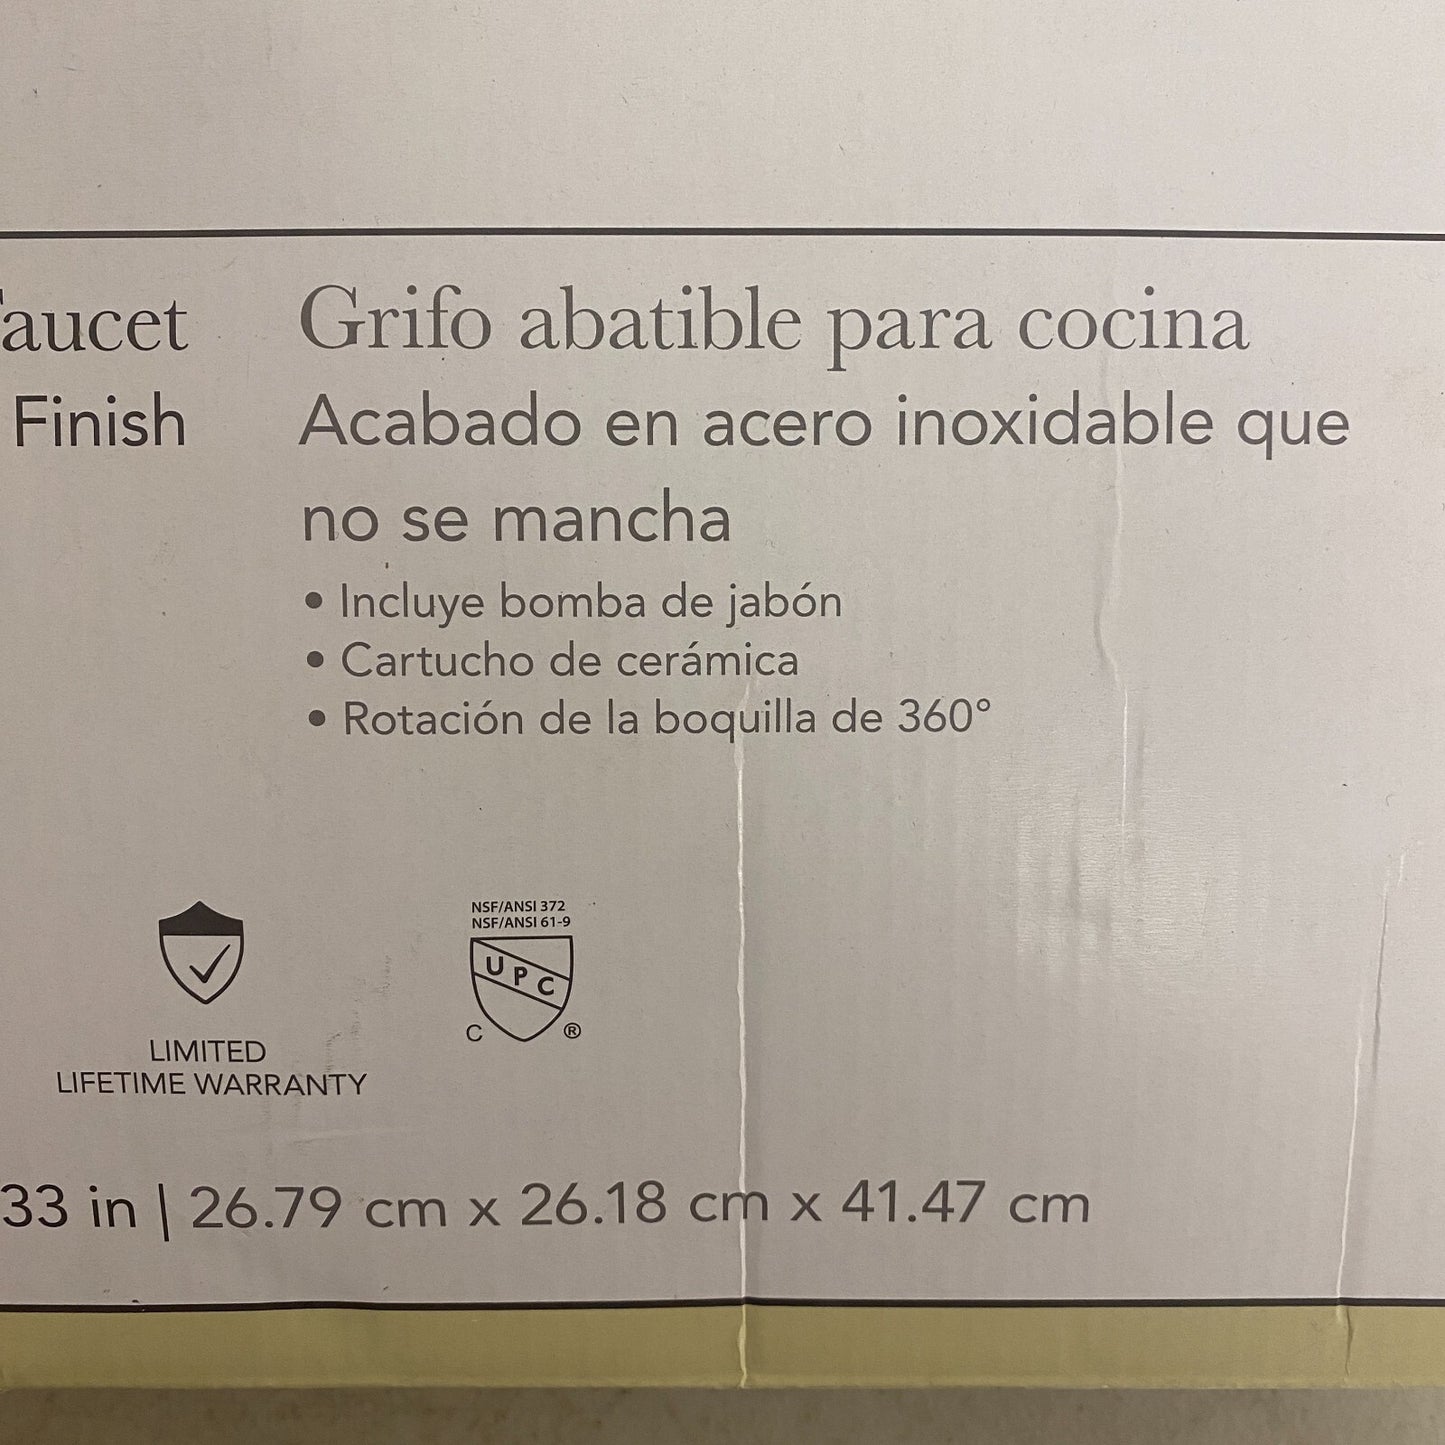 Faucet
Grifo abatible para cocina
Finish
Acabado en acero inoxidable que
no se mancha
• Incluye bomba de jabón
• Cartucho de cerámica
• Rotación de la boquilla de 360°
NSF/ANSI 372
NSF/ANSI 61-9
UPC
C ®
LIMITED
LIFETIME WARRANTY
33 in | 26.79 cm x 26.18 cm x 41.47 cm